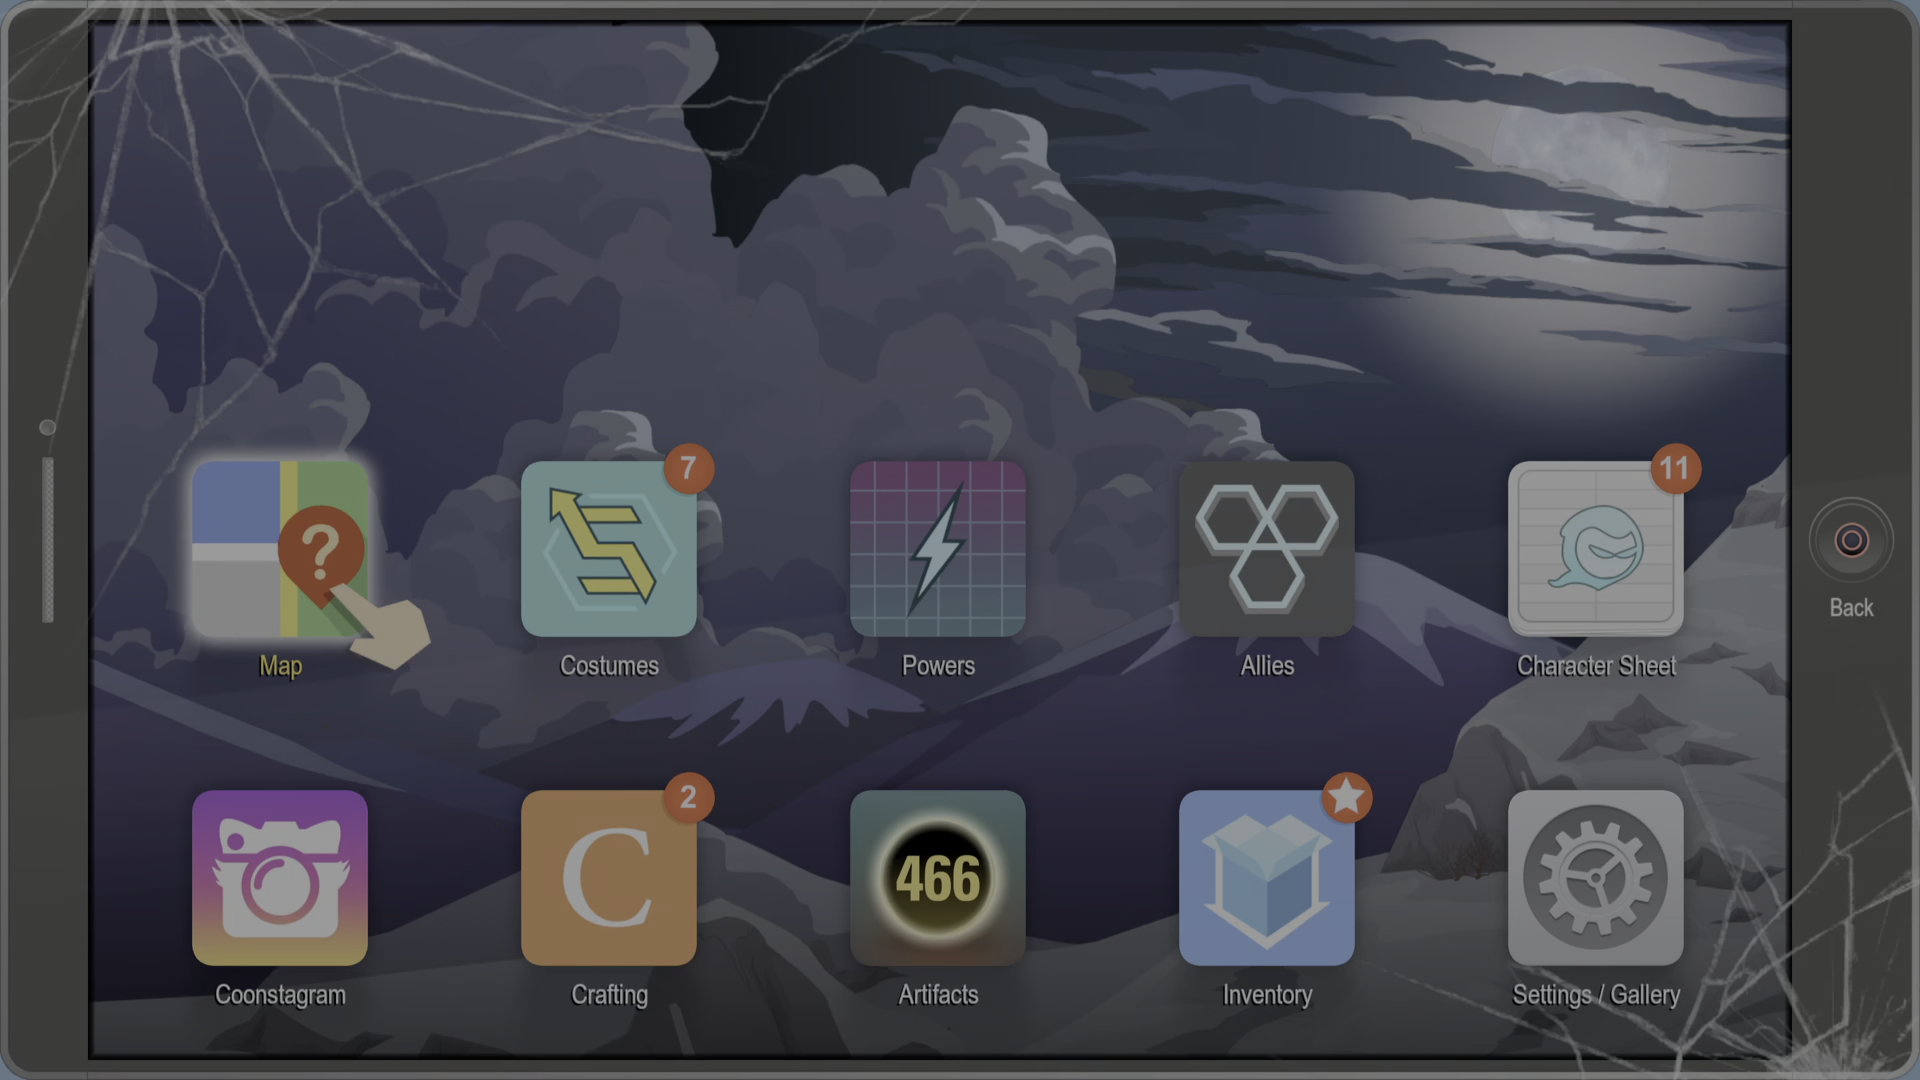 7
11
?
Map
Costumes
Powers
Allies
Character Sheet
Back
2
C
466
Coonstagram
Crafting
Artifacts
Inventory
Settings / Gallery